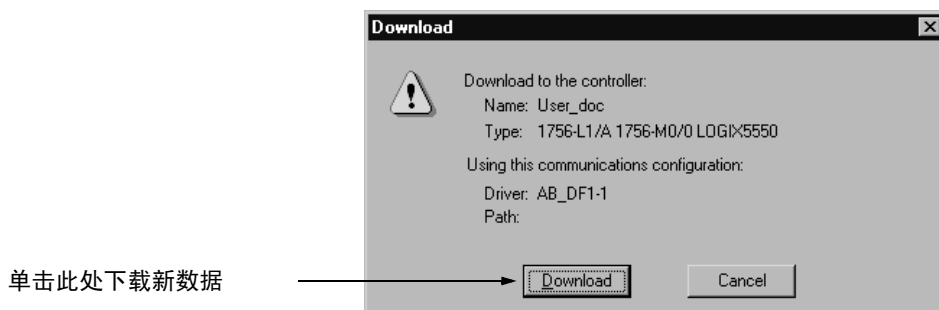 Download
Download to the controller:
Name: User_doc
Type: 1756-L1/A 1756-M0/0 LOGIX5550
Using this communications configuration:
Driver: AB_DF1-1
Path:
单击此处下载新数据
Download
Cancel